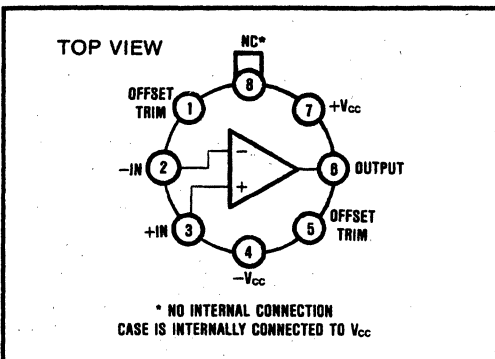 TOP VIEW
NC*
8
OFFSET
TRIM
1
7
+VCC
-IN
2
-
6
OUTPUT
+
+IN
3
5
OFFSET
TRIM
4
-VCC
* NO INTERNAL CONNECTION
CASE IS INTERNALLY CONNECTED TO VCC